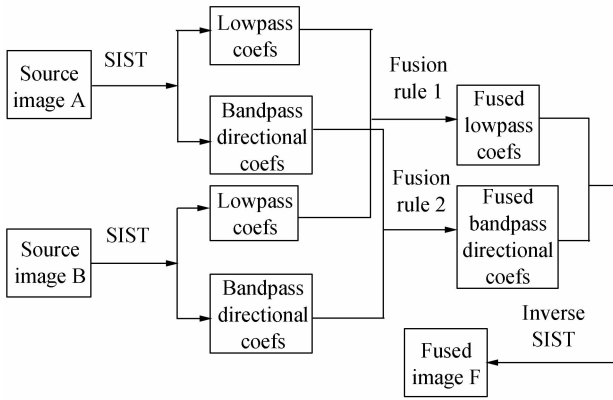 Source
image A
SIST
Lowpass
coefs
Bandpass
directional
coefs
Source
image B
SIST
Lowpass
coefs
Bandpass
directional
coefs
Fusion
rule 1
Fused
lowpass
coefs
Fusion
rule 2
Fused
bandpass
directional
coefs
Inverse
SIST
Fused
image F